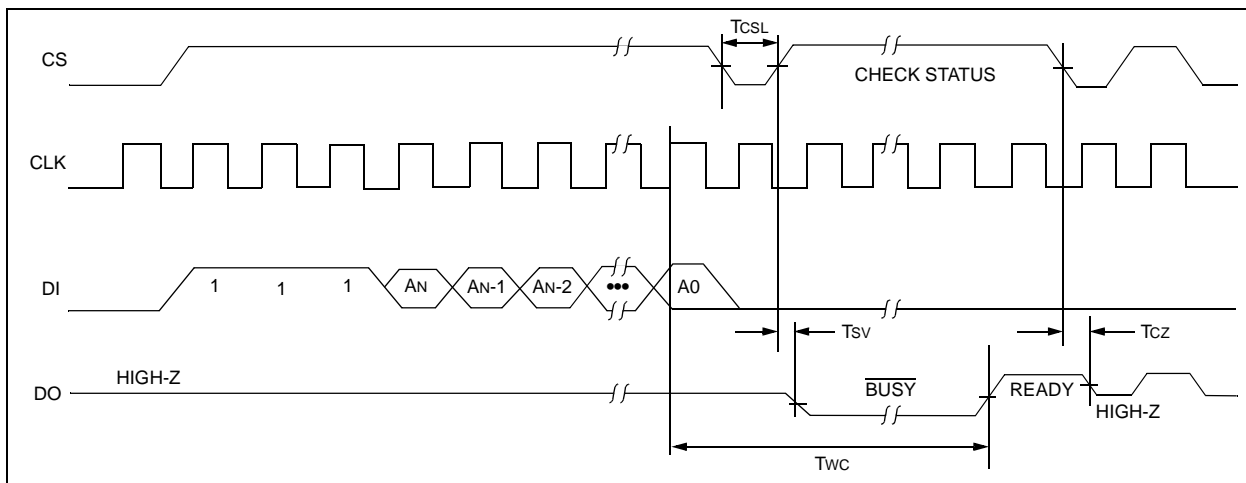 TCSL
CS
CHECK STATUS
CLK
DI
1 1 1 AN AN-1 AN-2 ••• A0
TSV
TCZ
DO
HIGH-Z
BUSY
READY
HIGH-Z
TWC